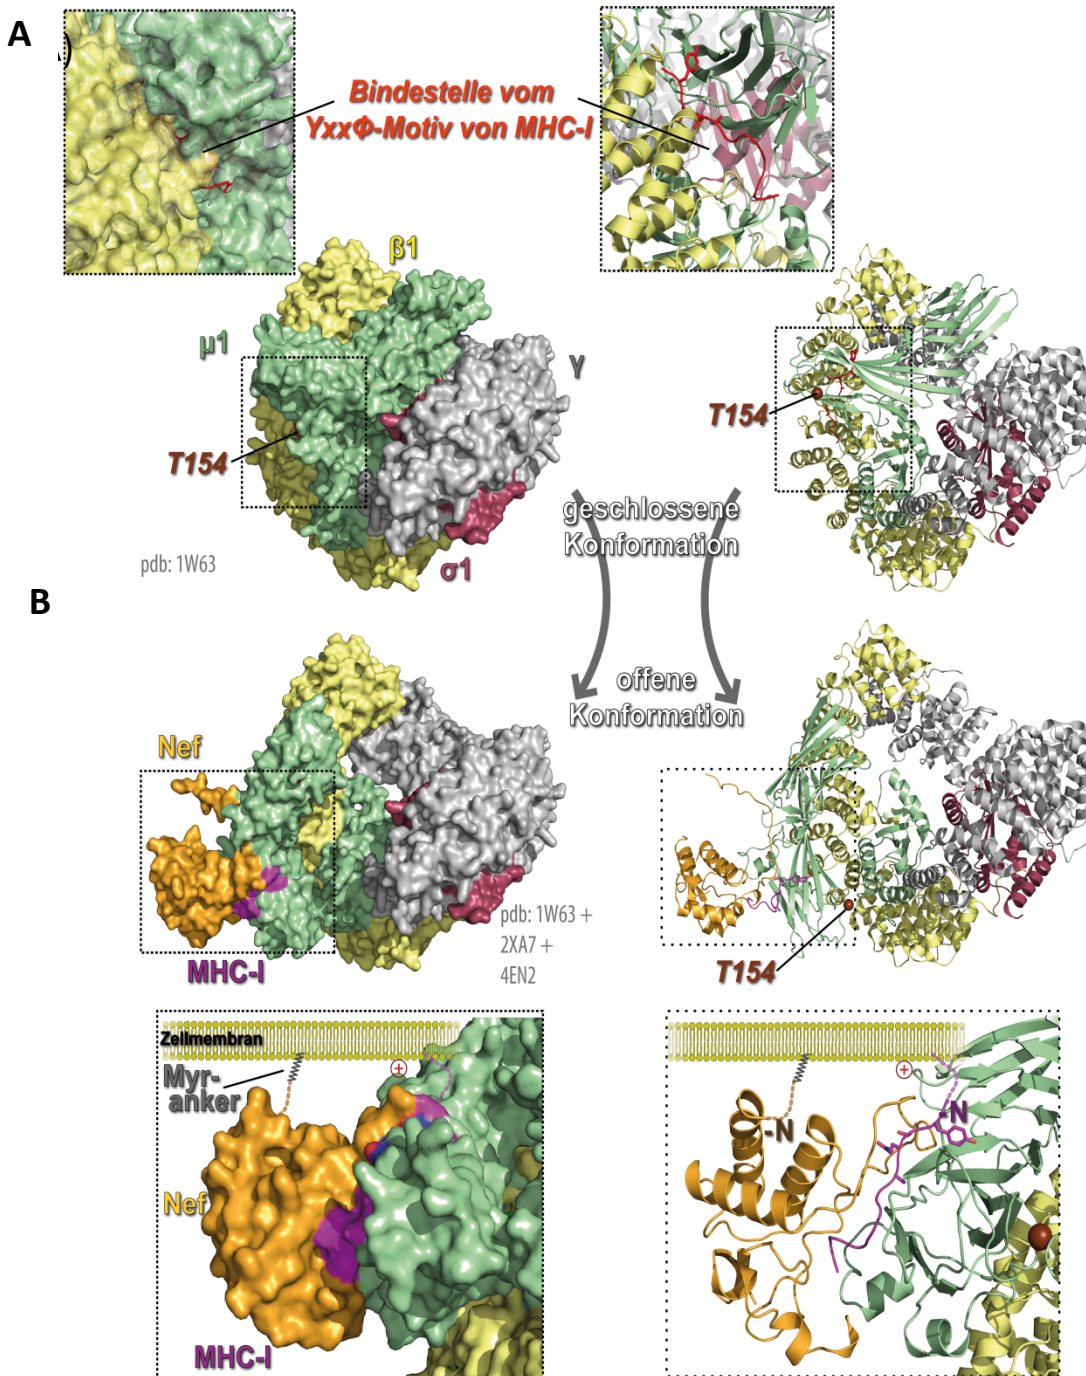 A
)
Bindestelle vom
YxxΦ-Motiv von MHC-I
β1
μ1
γ
T154
T154
geschlossene
Konformation
pdb: 1W63
σ1
B
offene
Konformation
Nef
pdb: 1W63 +
2XA7 +
4EN2
MHC-I
T154
Zellmembran
+
+
Myr-
anker
-N
-N
Nef
MHC-I